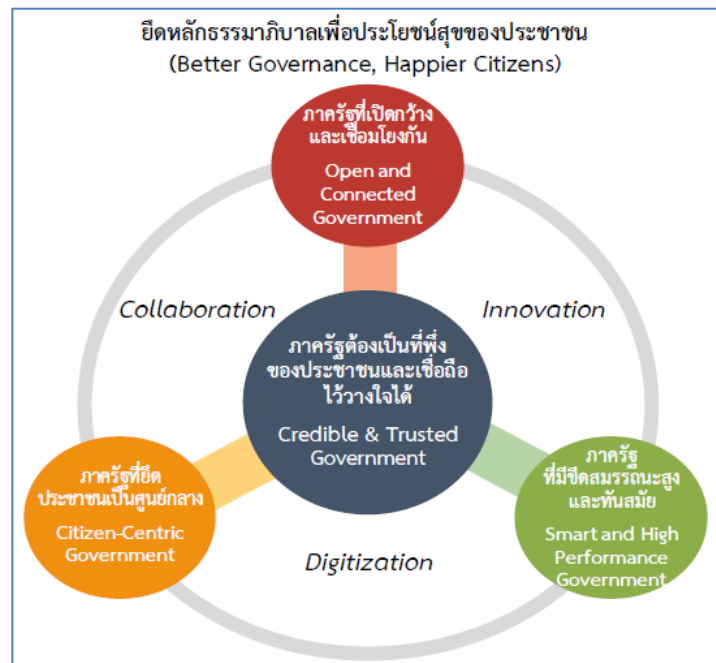 ยึดหลักธรรมาภิบาลเพื่อประโยชน์สุขของประชาชน
(Better Governance, Happier Citizens)
ภาครัฐที่เปิดกว้าง
และเชื่อมโยงกัน
Open and
Connected
Government
Collaboration
Innovation
ภาครัฐต้องเป็นที่พึ่ง
ของประชาชนและเชื่อถือ
ไว้วางใจได้
Credible & Trusted
Government
ภาครัฐที่ยึด
ประชาชนเป็นศูนย์กลาง
Citizen-Centric
Government
ภาครัฐ
ที่มีขีดสมรรถนะสูง
และทันสมัย
Smart and High
Performance
Government
Digitization